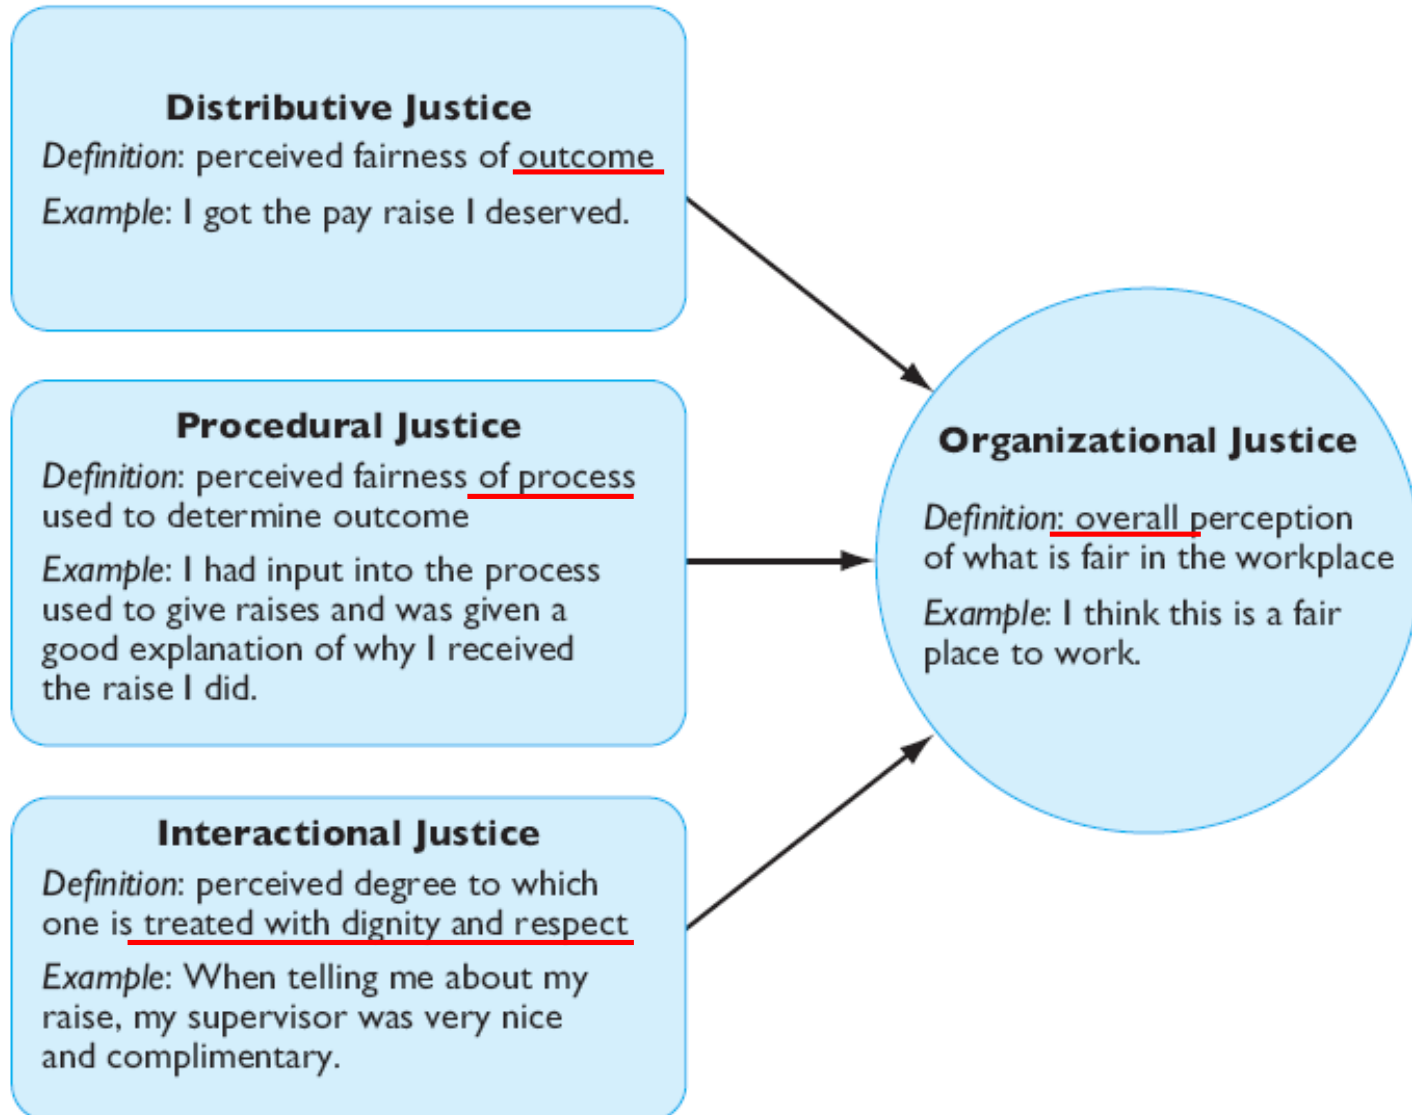 Distributive Justice
Definition: perceived fairness of outcome
Example: I got the pay raise I deserved.
Procedural Justice
Definition: perceived fairness of process
used to determine outcome
Example: I had input into the process
used to give raises and was given a
good explanation of why I received
the raise I did.
Interactional Justice
Definition: perceived degree to which
one is treated with dignity and respect
Example: When telling me about my
raise, my supervisor was very nice
and complimentary.
Organizational Justice
Definition: overall perception
of what is fair in the workplace
Example: I think this is a fair
place to work.